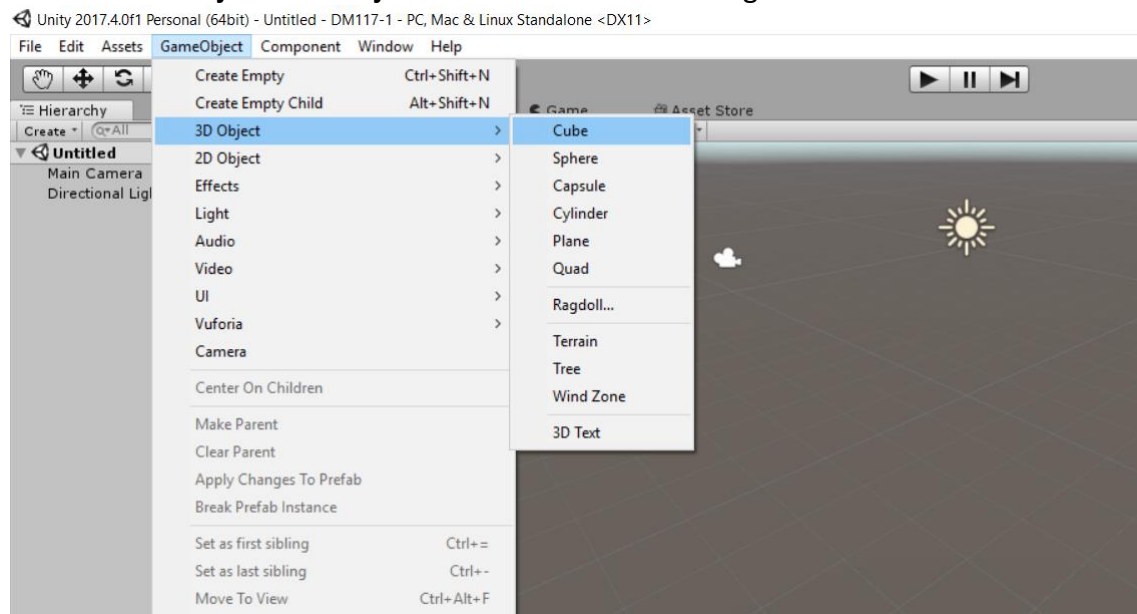 Unity 2017.4.0f1 Personal (64bit) - Untitled - DM117-1 - PC, Mac & Linux Standalone <DX11>
File Edit Assets GameObject Component Window Help
Hierarchy
Game Asset Store
Create All
Untitled
Main Camera
Directional Ligh
Create Empty Ctrl+Shift+N
Create Empty Child Alt+Shift+N
3D Object >
2D Object >
Effects >
Light >
Audio >
Video >
UI >
Vuforia >
Camera
Center On Children
Make Parent
Clear Parent
Apply Changes To Prefab
Break Prefab Instance
Set as first sibling Ctrl+=
Set as last sibling Ctrl+-
Move To View Ctrl+Alt+F
Cube
Sphere
Capsule
Cylinder
Plane
Quad
Ragdoll...
Terrain
Tree
Wind Zone
3D Text